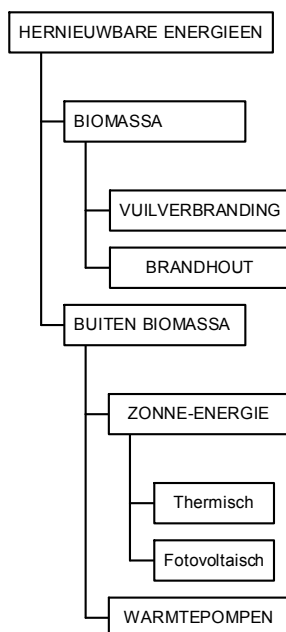 HERNIEUWBARE ENERGIEEN
BIOMASSA
VUILVERBRANDING
BRANDHOUT
BUITEN BIOMASSA
ZONNE-ENERGIE
Thermisch
Fotovoltaisch
WARMTEPOMPEN